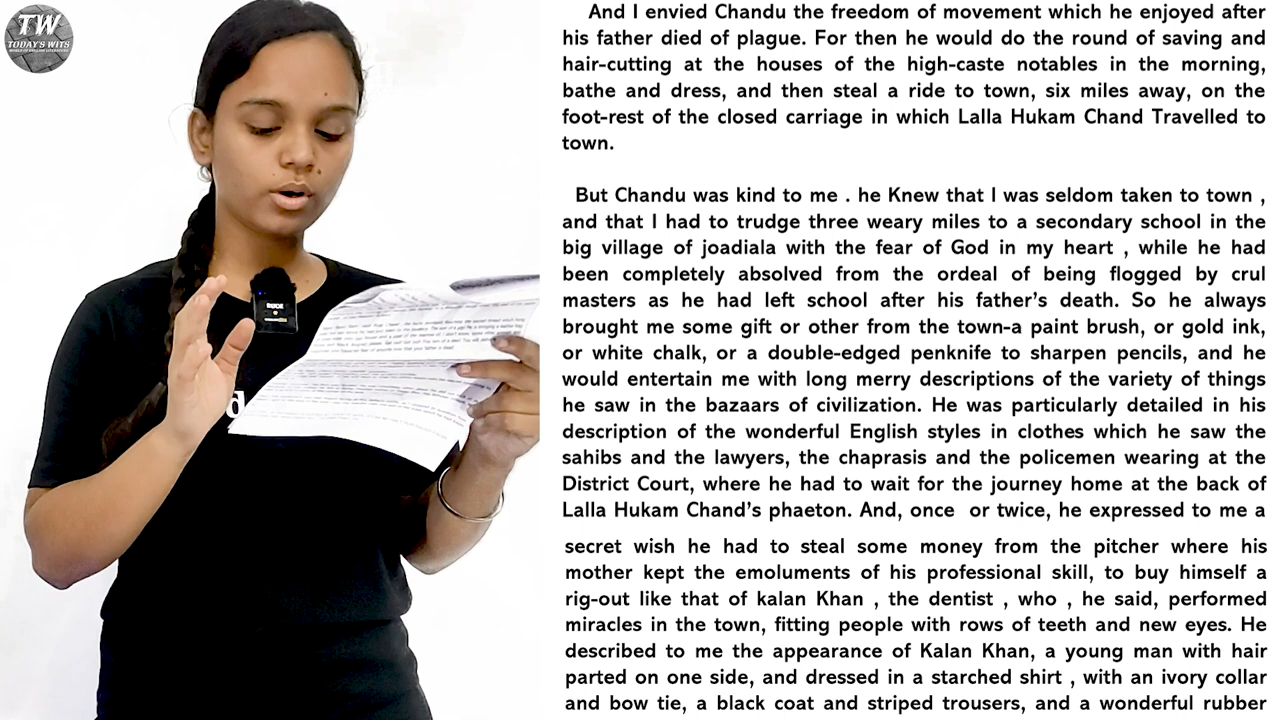 TW
TODAY'S WITS
And I envied Chandu the freedom of movement which he enjoyed after
his father died of plague. For then he would do the round of saving and
hair-cutting at the houses of the high-caste notables in the morning,
bathe and dress, and then steal a ride to town, six miles away, on the
foot-rest of the closed carriage in which Lalla Hukam Chand Travelled to
town.
But Chandu was kind to me . he Knew that I was seldom taken to town ,
and that I had to trudge three weary miles to a secondary school in the
big village of joadiala with the fear of God in my heart , while he had
been completely absolved from the ordeal of being flogged by crul
masters as he had left school after his father's death. So he always
brought me some gift or other from the town-a paint brush, or gold ink,
or white chalk, or a double-edged penknife to sharpen pencils, and he
would entertain me with long merry descriptions of the variety of things
he saw in the bazaars of civilization. He was particularly detailed in his
description of the wonderful English styles in clothes which he saw the
sahibs and the lawyers, the chaprasis and the policemen wearing at the
District Court, where he had to wait for the journey home at the back of
Lalla Hukam Chand's phaeton. And, once or twice, he expressed to me a
secret wish he had to steal some money from the pitcher where his
mother kept the emoluments of his professional skill, to buy himself a
rig-out like that of kalan Khan , the dentist , who , he said, performed
miracles in the town, fitting people with rows of teeth and new eyes. He
described to me the appearance of Kalan Khan, a young man with hair
parted on one side, and dressed in a starched shirt , with an ivory collar
and bow tie, a black coat and striped trousers, and a wonderful rubber
d